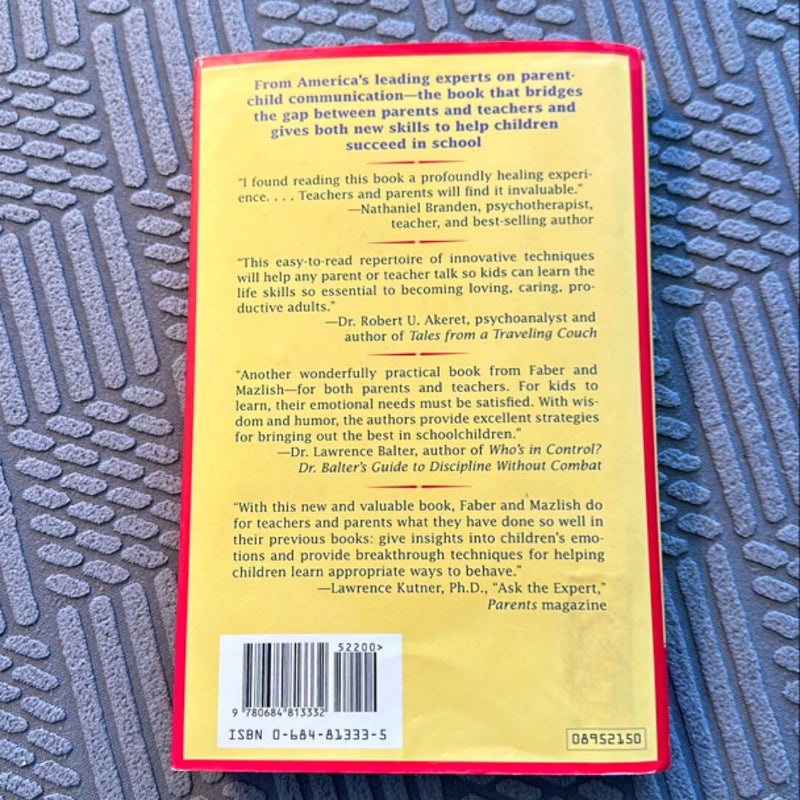 From America's leading experts on parent-
child communication—the book that bridges
the gap between parents and teachers and
gives both new skills to help children
succeed in school
"I found reading this book a profoundly healing experi-
ence. . . . Teachers and parents will find it invaluable."
—Nathaniel Branden, psychotherapist,
teacher, and best-selling author
"This easy-to-read repertoire of innovative techniques
will help any parent or teacher talk so kids can learn the
life skills so essential to becoming loving, caring, pro-
ductive adults."
—Dr. Robert U. Akeret, psychoanalyst and
author of Tales from a Traveling Couch
"Another wonderfully practical book from Faber and
Mazlish—for both parents and teachers. For kids to
learn, their emotional needs must be satisfied. With wis-
dom and humor, the authors provide excellent strategies
for bringing out the best in schoolchildren."
—Dr. Lawrence Balter, author of Who's in Control?
Dr. Balter's Guide to Discipline Without Combat
"With this new and valuable book, Faber and Mazlish do
for teachers and parents what they have done so well in
their previous books: give insights into children's emo-
tions and provide breakthrough techniques for helping
children learn appropriate ways to behave."
—Lawrence Kutner, Ph.D., "Ask the Expert,"
Parents magazine
52200>
9 780684 813332
ISBN 0-684-81333-5
08952150